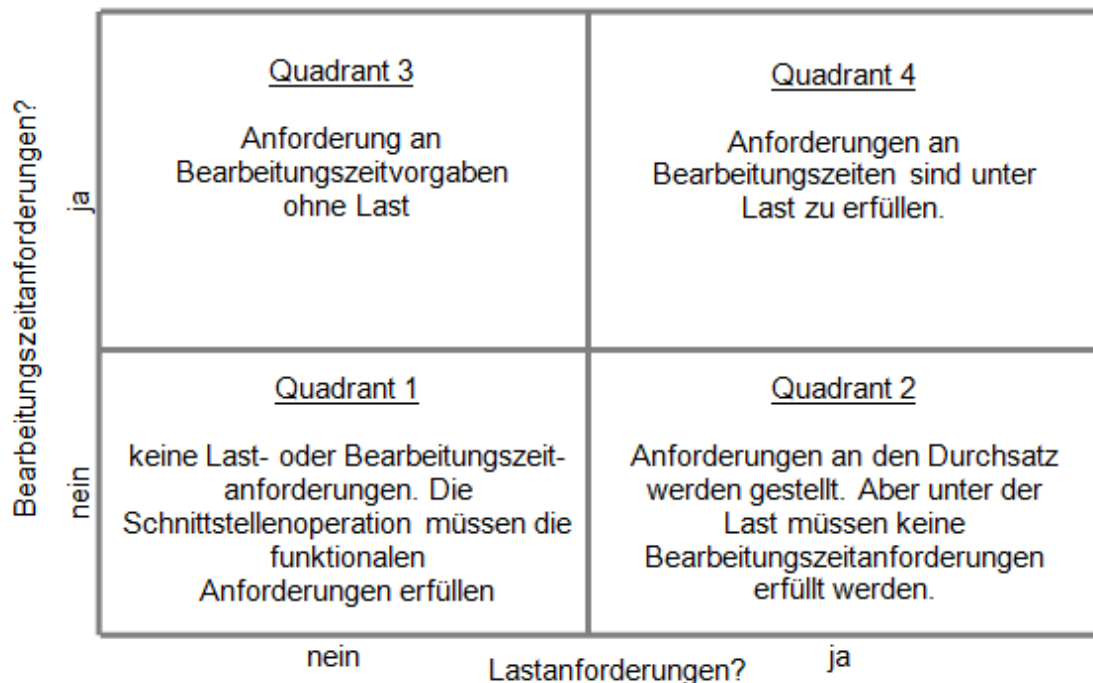 Bearbeitungszeitanforderungen?
ja
Quadrant 3
Anforderung an
Bearbeitungszeitvorgaben
ohne Last
Quadrant 4
Anforderungen an
Bearbeitungszeiten sind unter
Last zu erfüllen.
nein
Quadrant 1
keine Last- oder Bearbeitungszeit-
anforderungen. Die
Schnittstellenoperation müssen die
funktionalen
Anforderungen erfüllen
Quadrant 2
Anforderungen an den Durchsatz
werden gestellt. Aber unter der
Last müssen keine
Bearbeitungszeitanforderungen
erfüllt werden.
nein
Lastanforderungen?
ja